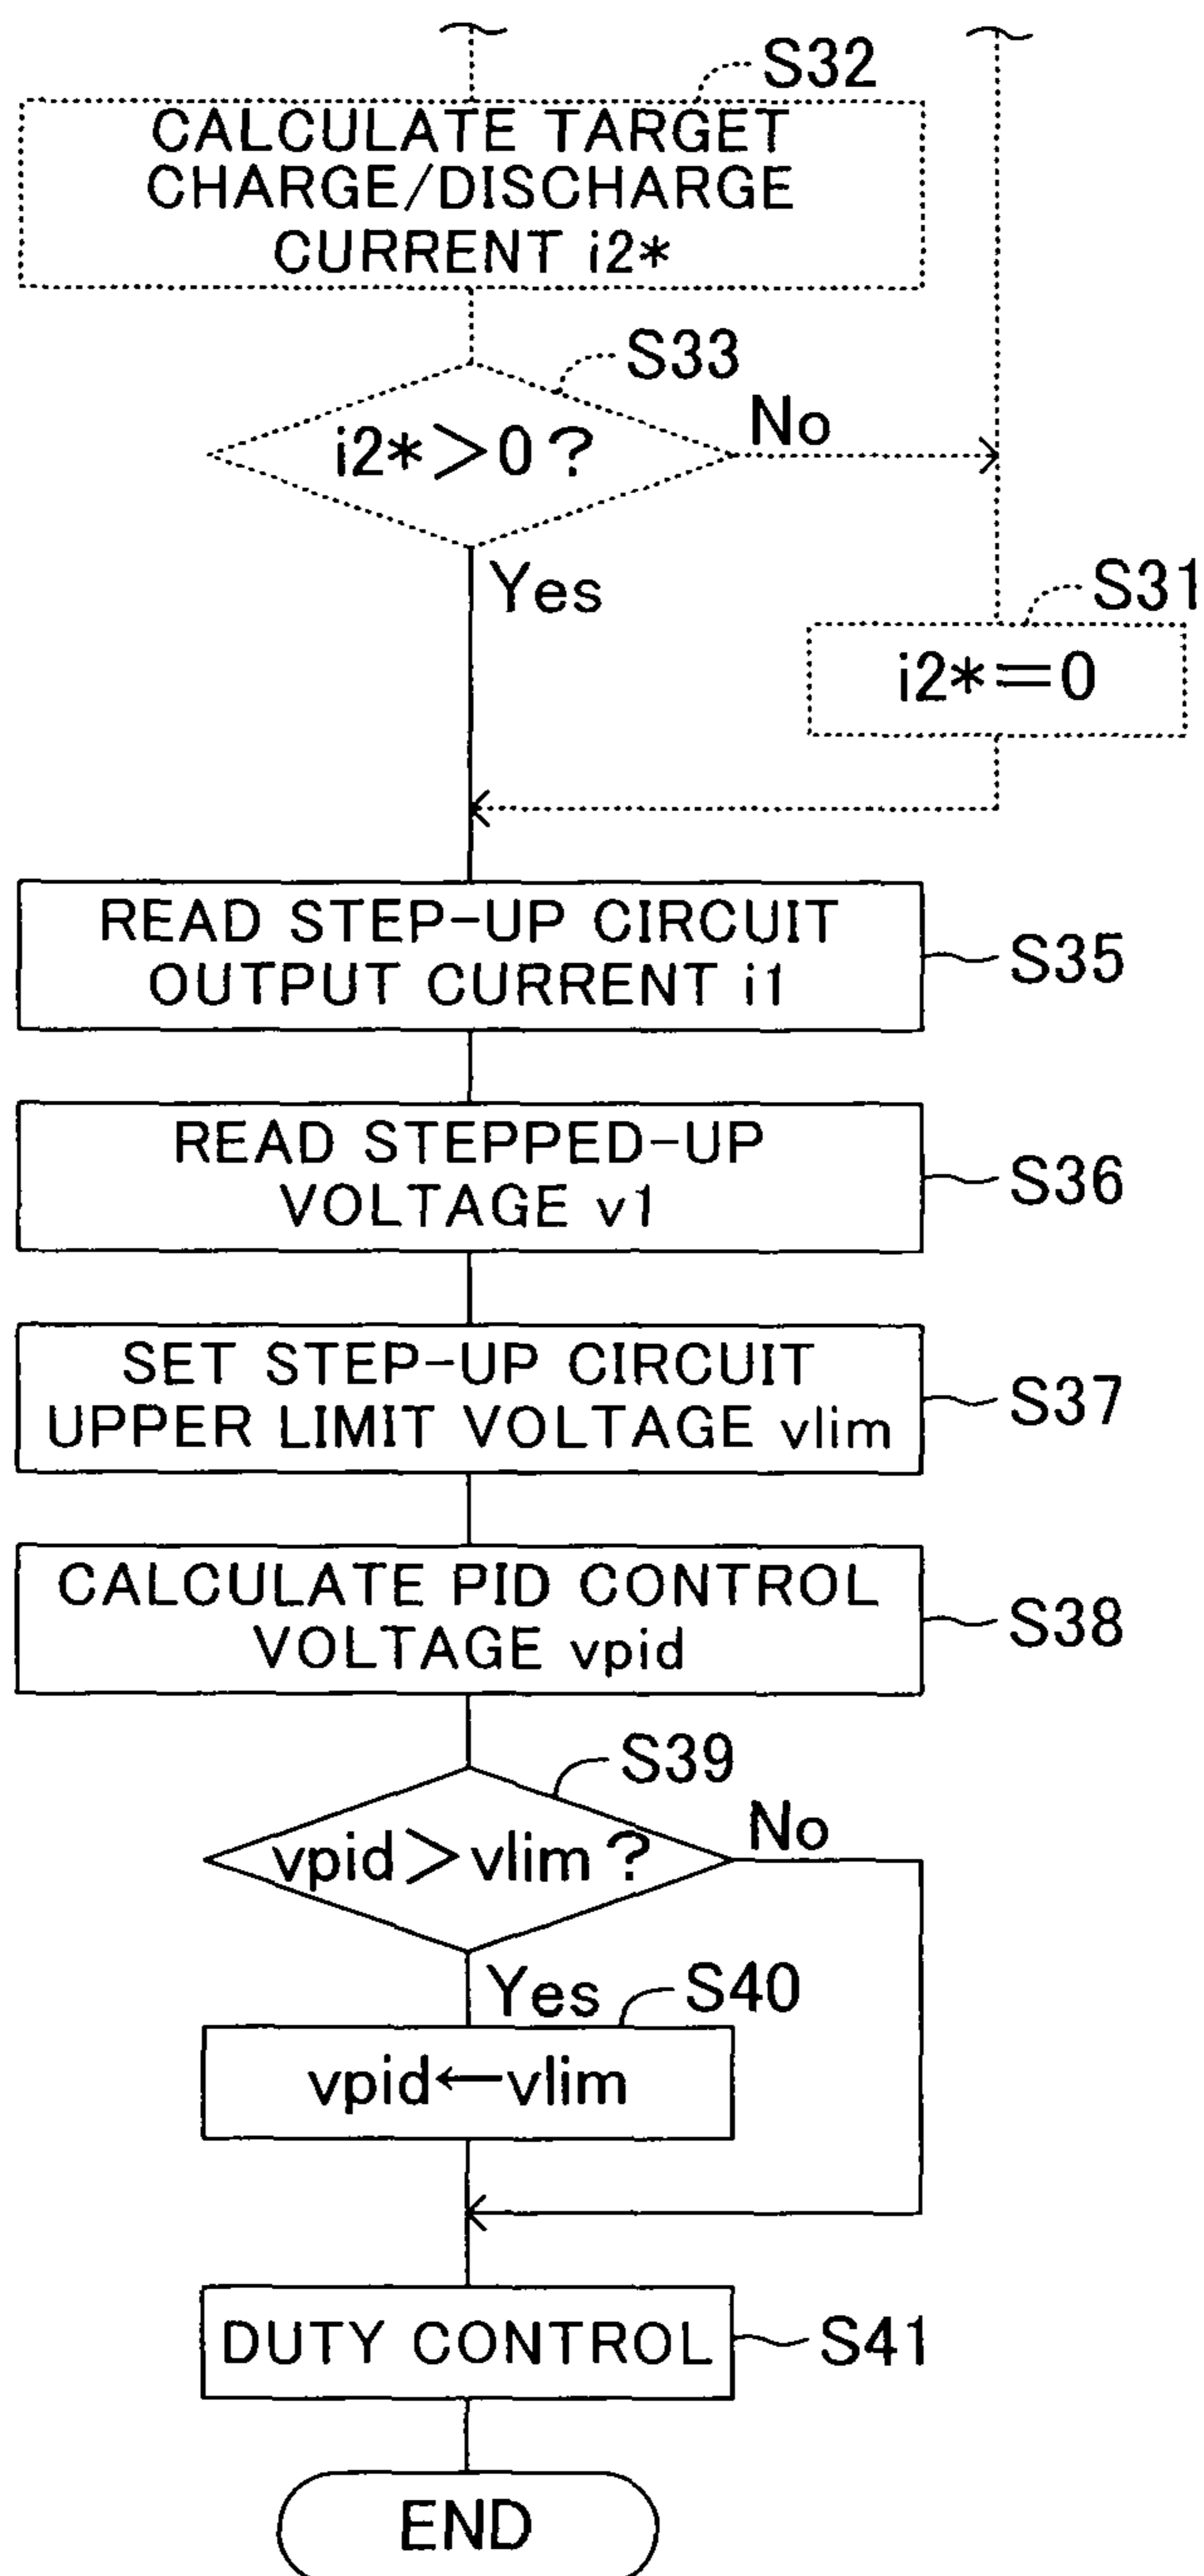 S32
CALCULATE TARGET
CHARGE/DISCHARGE
CURRENT i2*
S33
i2*>0?
No
Yes
S31
i2*=0
READ STEP-UP CIRCUIT
OUTPUT CURRENT i1
S35
READ STEPPED-UP
VOLTAGE v1
S36
SET STEP-UP CIRCUIT
UPPER LIMIT VOLTAGE vlim
S37
CALCULATE PID CONTROL
VOLTAGE vpid
S38
S39
vpid>vlim?
No
Yes
S40
vpid←vlim
DUTY CONTROL
S41
END